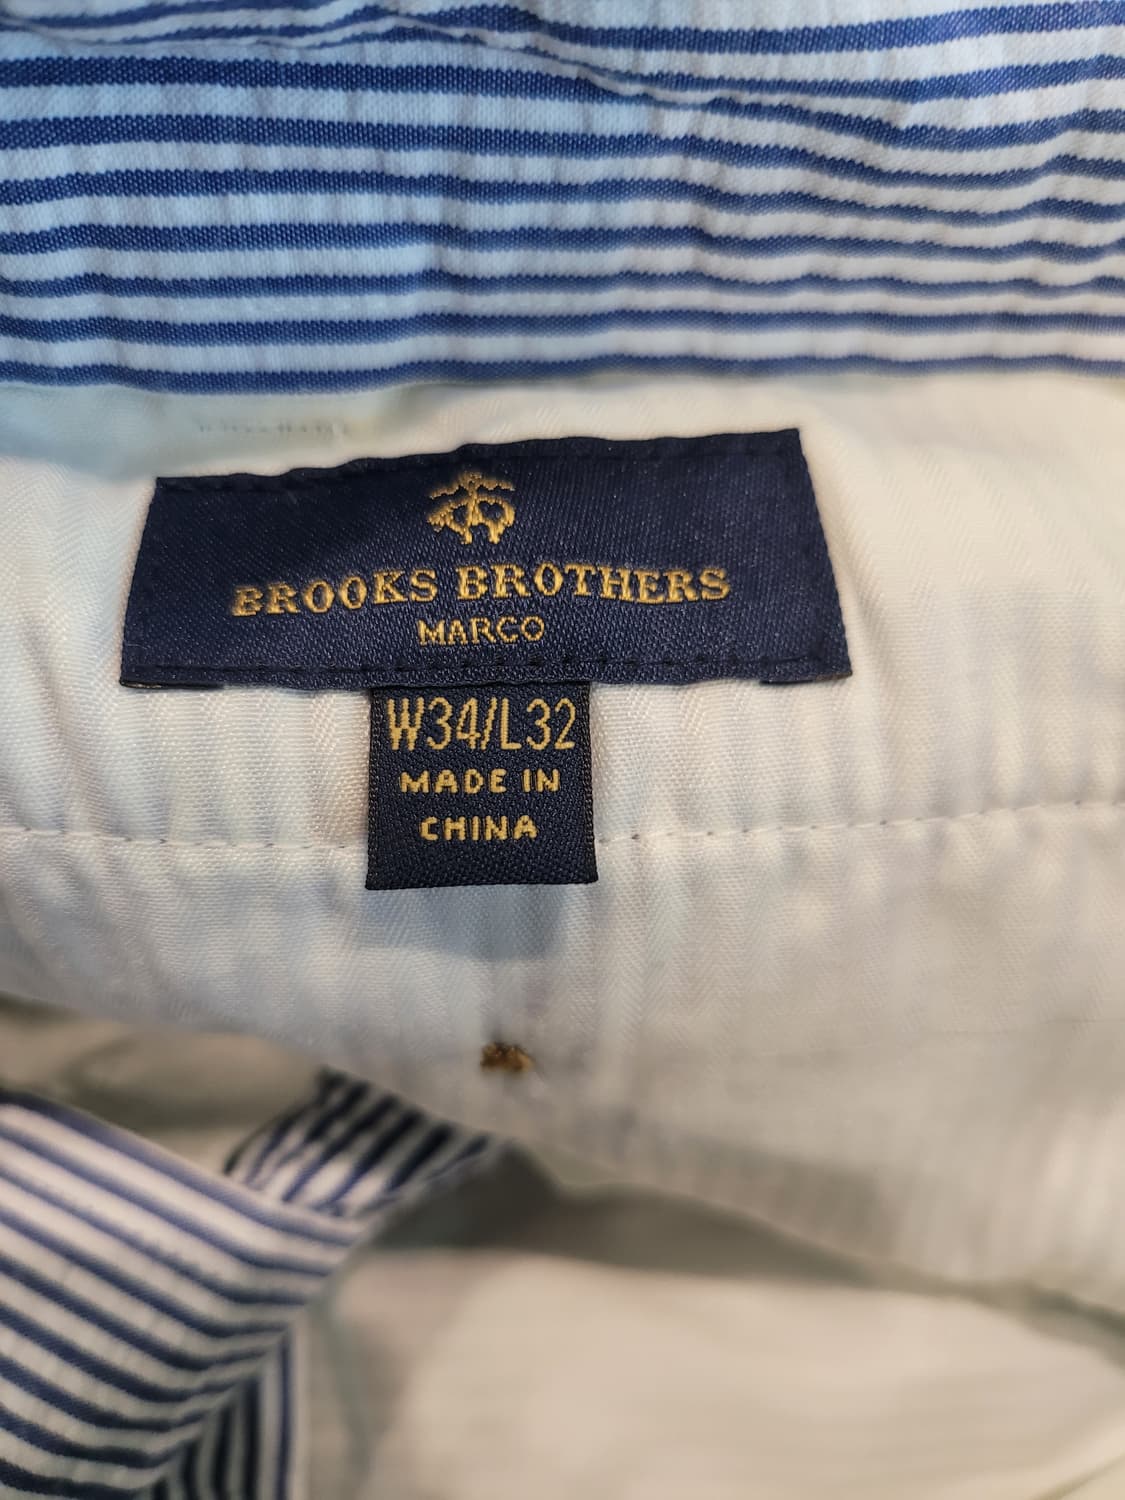 BROOKS BROTHERS
MARCO
W34/L32
MADE IN
CHINA